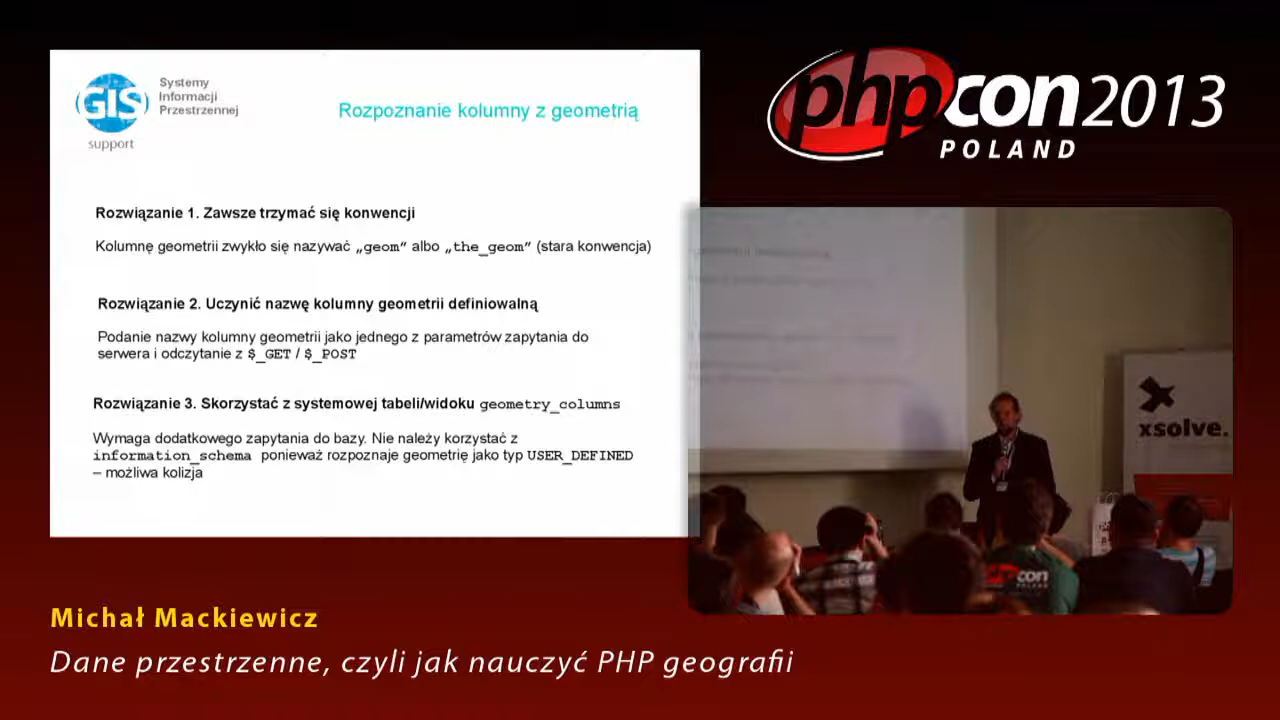 GIS
Systemy
Informacji
Przestrzennej
support
Rozpoznanie kolumny z geometrią
Rozwiązanie 1. Zawsze trzymać się konwencji
Kolumnę geometrii zwykło się nazywać „geom” albo „the_geom” (stara konwencja)
Rozwiązanie 2. Uczynić nazwę kolumny geometrii definiowalną
Podanie nazwy kolumny geometrii jako jednego z parametrów zapytania do
serwera i odczytanie z $_GET / $_POST
Rozwiązanie 3. Skorzystać z systemowej tabeli/widoku geometry_columns
Wymaga dodatkowego zapytania do bazy. Nie należy korzystać z
information_schema ponieważ rozpoznaje geometrię jako typ USER_DEFINED
– możliwa kolizja
phpcon2013
POLAND
xsolve.
con
Michał Mackiewicz
Dane przestrzenne, czyli jak nauczyć PHP geografii